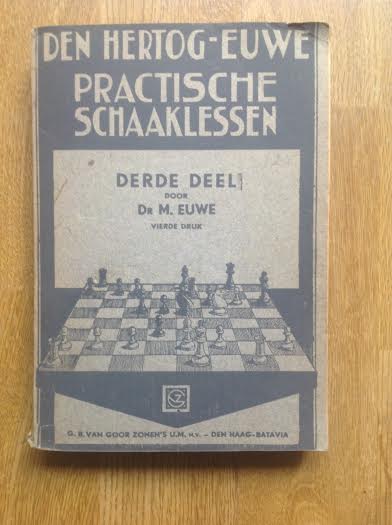 DEN HERTOG-EUWE
PRACTISCHE
SCHAAKLESSEN
DERDE DEEL
DOOR
DR M. EUWE
VIERDE DRUK
G. B. VAN GOOR ZONEN'S U.M. N.V. - DEN HAAG-BATAVIA